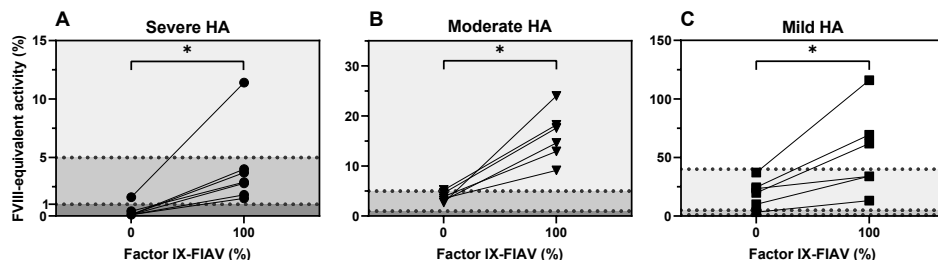 A
Severe HA
FVIII-equivalent activity (%)
15
10
5
1
0
*
0
100
Factor IX-FIAV (%)
B
Moderate HA
30
20
10
0
*
0
100
Factor IX-FIAV (%)
C
Mild HA
150
100
50
0
*
0
100
Factor IX-FIAV (%)